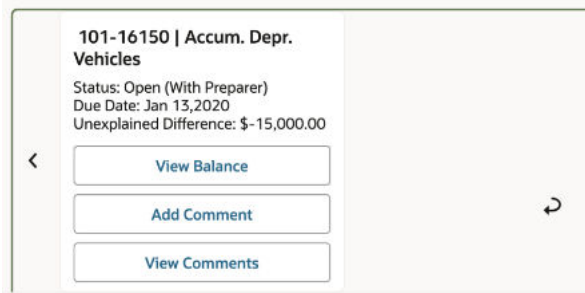 101-16150 | Accum. Depr.
Vehicles
Status: Open (With Preparer)
Due Date: Jan 13,2020
Unexplained Difference: $-15,000.00
View Balance
Add Comment
View Comments